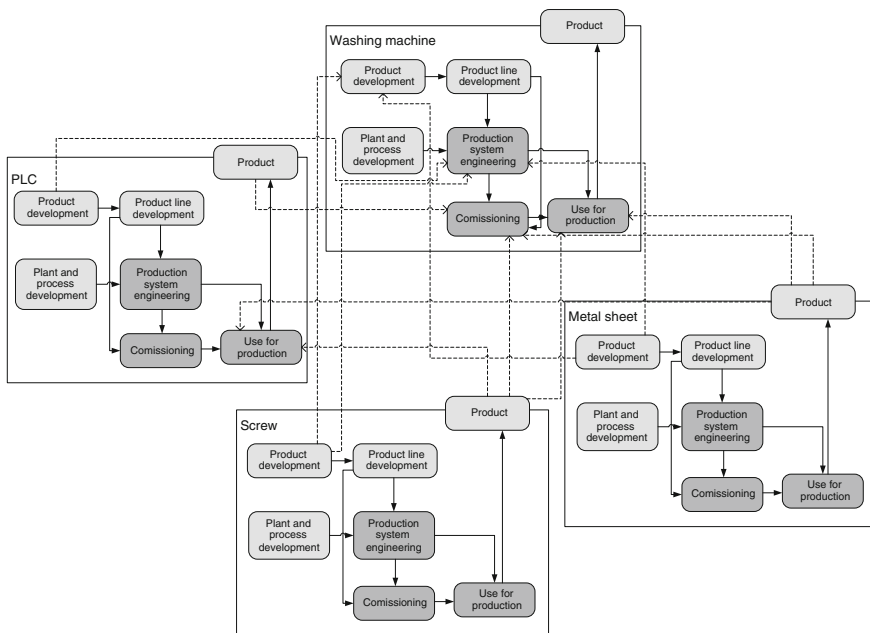 Product
Washing machine
Product
development
Product line
development
Plant and
process
development
Production
system
engineering
Comissioning
Use for
production
Product
PLC
Product
development
Product line
development
Plant and
process
development
Production
system
engineering
Comissioning
Use for
production
Product
Metal sheet
Product
development
Product line
development
Plant and
process
development
Production
system
engineering
Comissioning
Use for
production
Product
Screw
Product
development
Product line
development
Plant and
process
development
Production
system
engineering
Comissioning
Use for
production